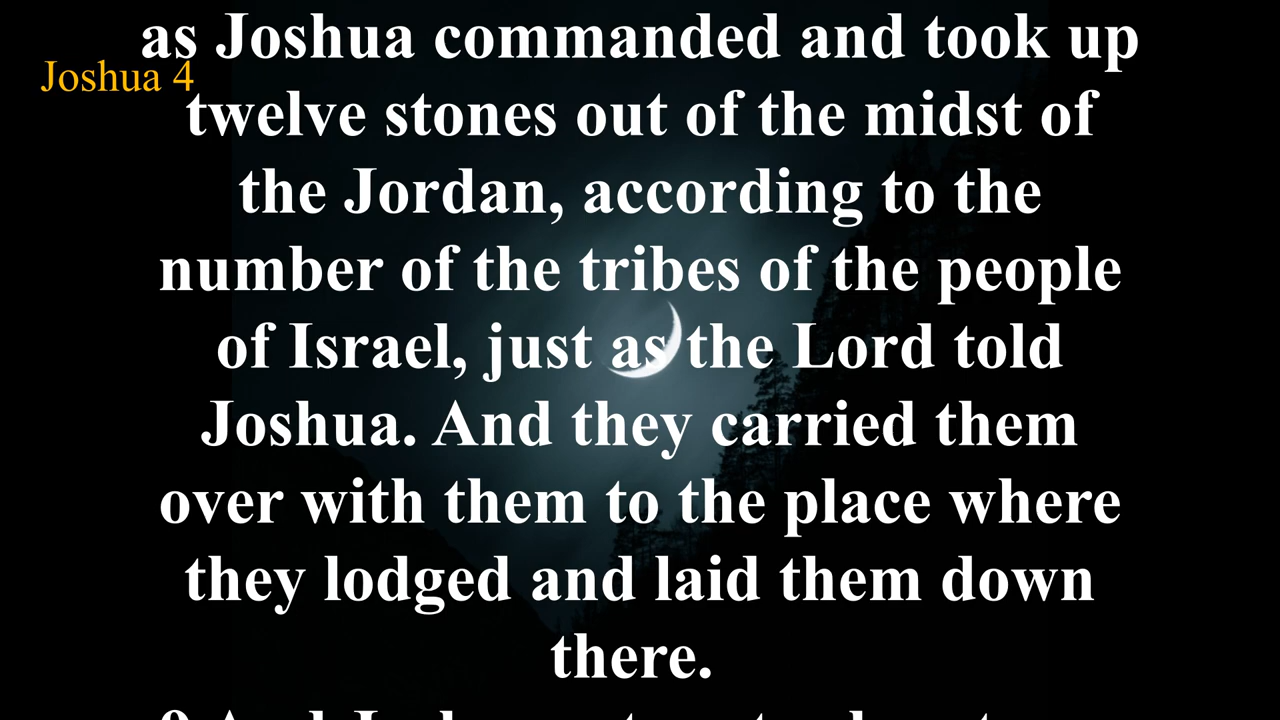 as Joshua commanded and took up
Joshua 4
twelve stones out of the midst of
the Jordan, according to the
number of the tribes of the people
of Israel, just as the Lord told
Joshua. And they carried them
over with them to the place where
they lodged and laid them down
there.